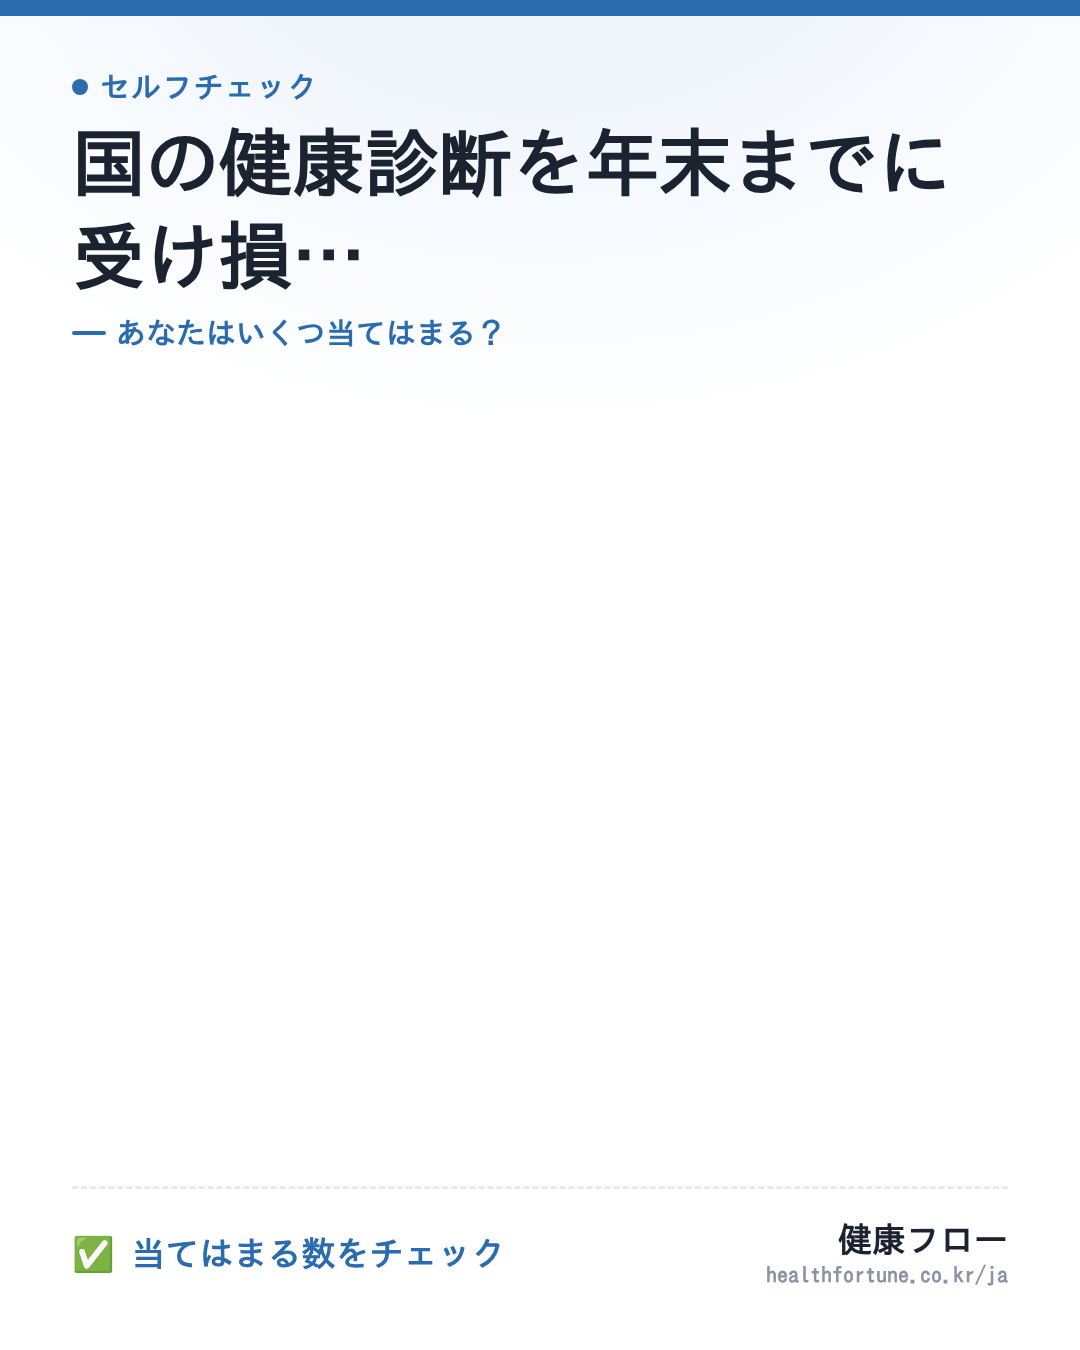 セルフチェック
国の健康診断を年末までに
受け損…
— あなたはいくつ当てはまる？
✅ 当てはまる数をチェック
健康フロー
healthfortune.co.kr/ja